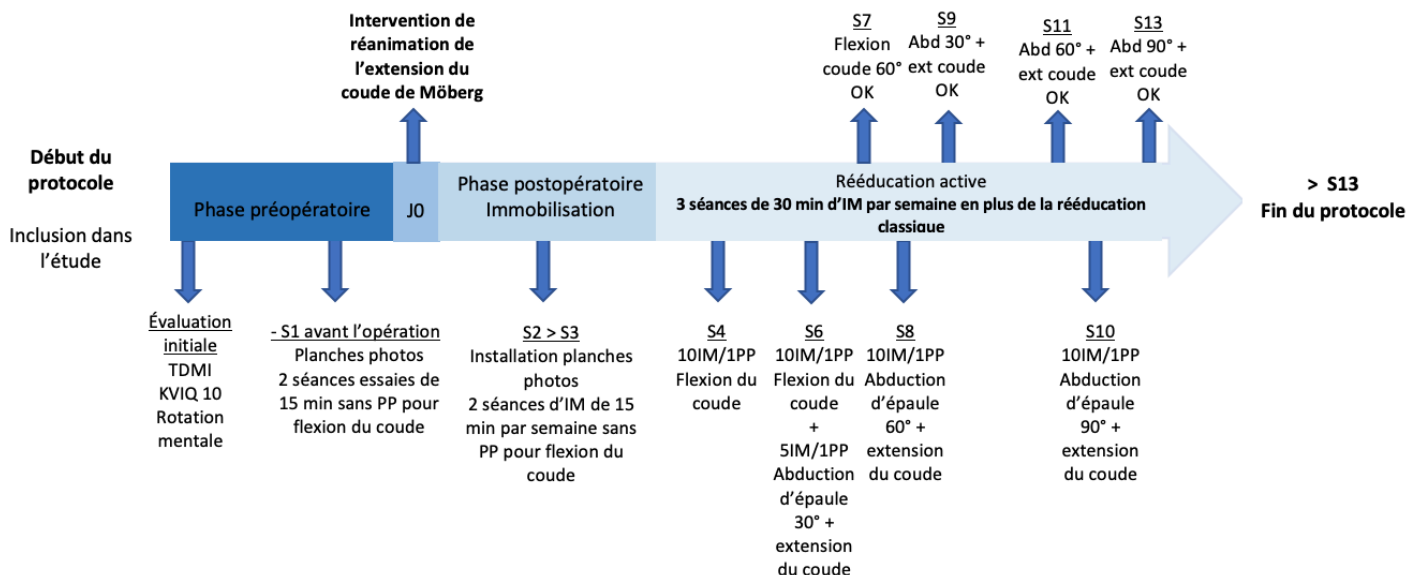 Début du
protocole
Inclusion dans
l'étude
Intervention de
réanimation de
l'extension du
coude de Möberg
S7
Flexion
coude 60°
OK
S9
Abd 30° +
ext coude
OK
S11
Abd 60° +
ext coude
OK
S13
Abd 90° +
ext coude
OK
Phase préopératoire
J0
Phase postopératoire
Immobilisation
Rééducation active
3 séances de 30 min d'IM par semaine en plus de la rééducation
classique
> S13
Fin du protocole
Évaluation
initiale
TDMI
KVIQ 10
Rotation
mentale
- S1 avant l'opération
Planches photos
2 séances essaies de
15 min sans PP pour
flexion du coude
S2 > S3
Installation planches
photos
2 séances d'IM de 15
min par semaine sans
PP pour flexion du
coude
S4
10IM/1PP
Flexion du
coude
S6
10IM/1PP
Flexion du
coude
+
5IM/1PP
Abduction
d'épaule
30° +
extension
du coude
S8
10IM/1PP
Abduction
d'épaule
60° +
extension
du coude
S10
10IM/1PP
Abduction
d'épaule
90° +
extension
du coude